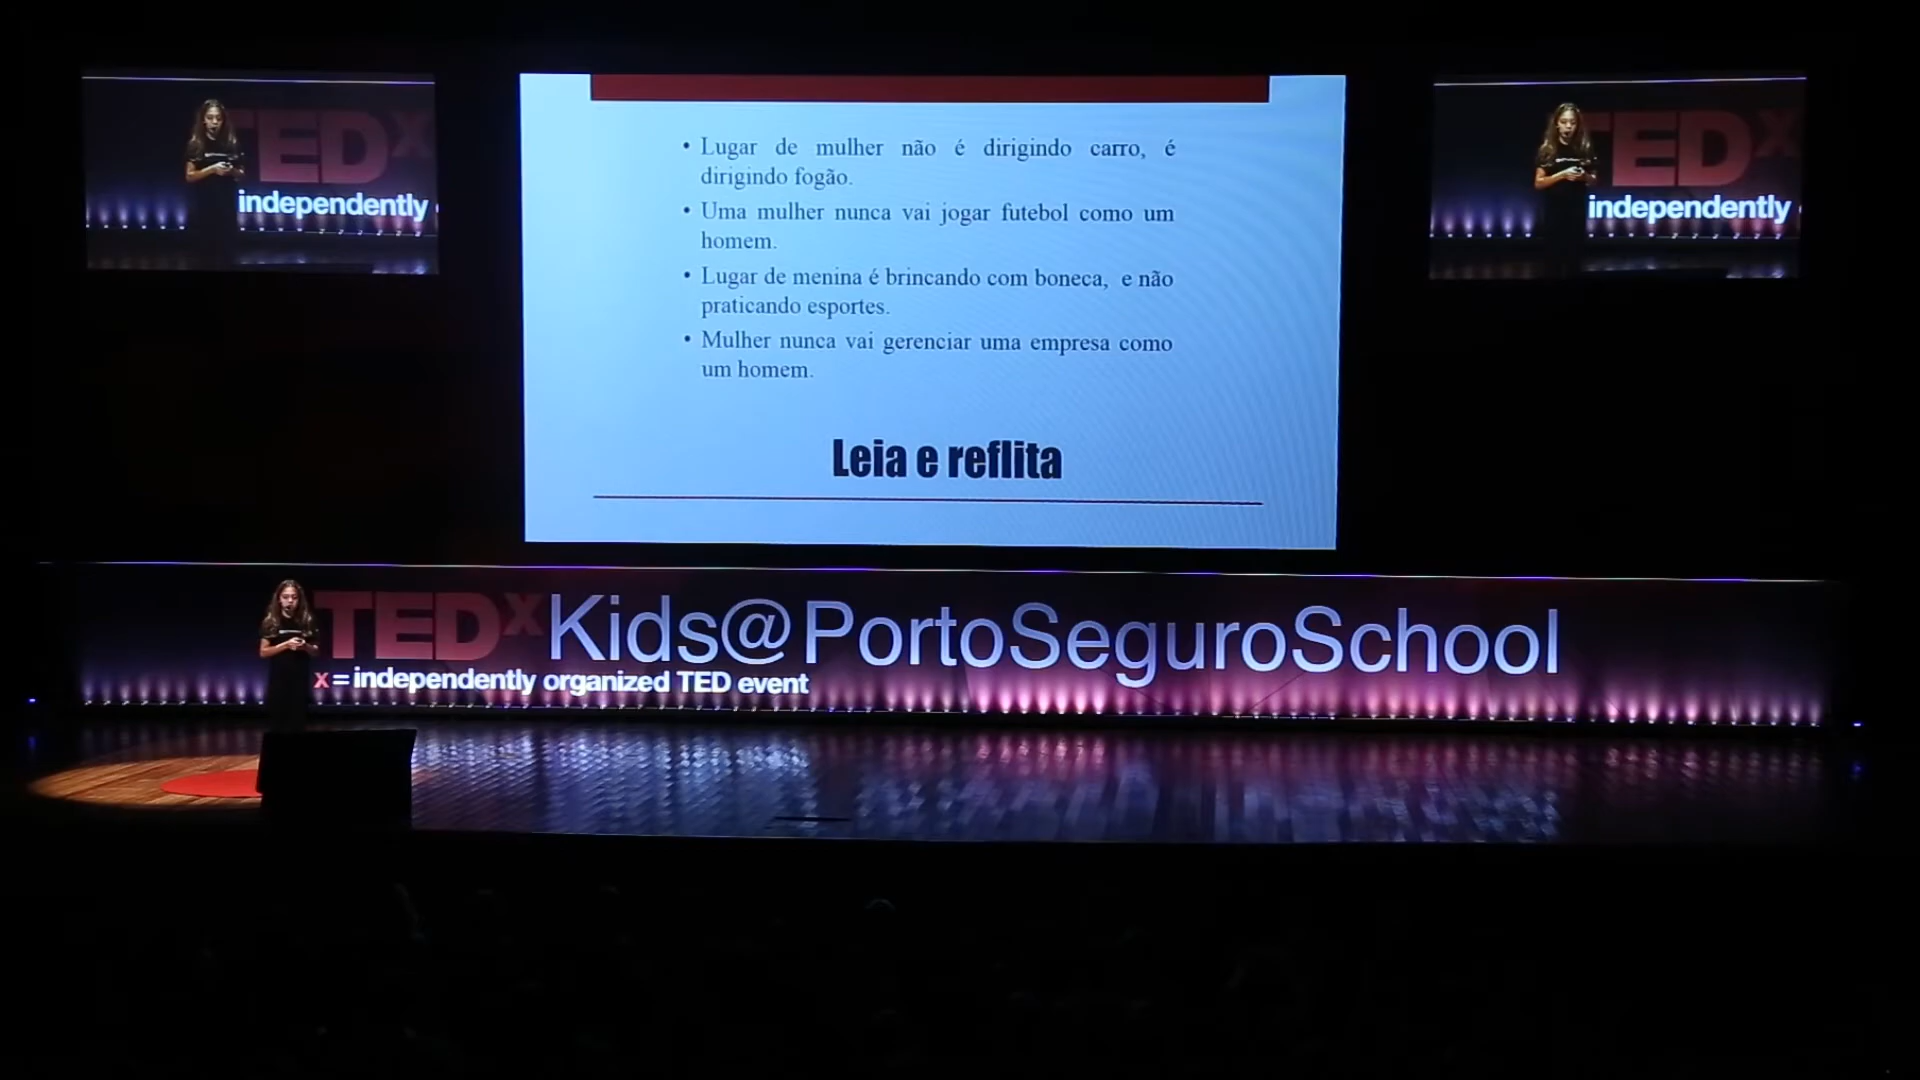 TEDx
independently
• Lugar de mulher não é dirigindo carro, é
dirigindo fogão.
• Uma mulher nunca vai jogar futebol como um
homem.
• Lugar de menina é brincando com boneca, e não
praticando esportes.
• Mulher nunca vai gerenciar uma empresa como
um homem.
Leia e reflita
TEDx
independently
TEDxKids@PortoSeguroSchool
x = independently organized TED event